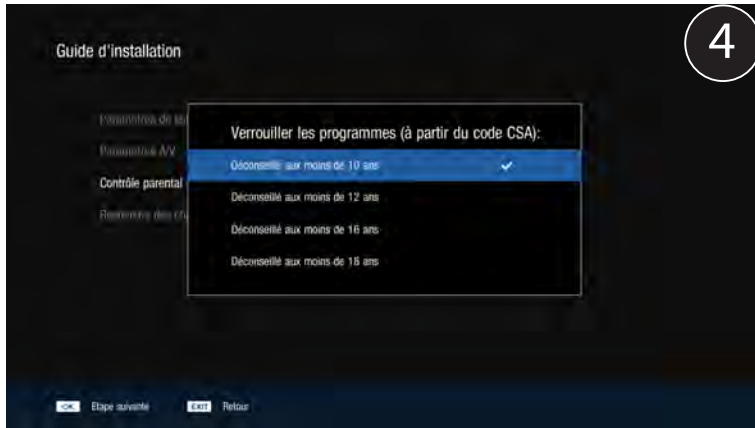 4
Guide d'installation
Paramètres de
Verrouiller les programmes (à partir du code CSA):
Paramètres A/V
Déconseillé aux moins de 10 ans
Contrôle parental
Déconseillé aux moins de 12 ans
Déconseillé aux moins de 16 ans
Déconseillé aux moins de 18 ans
OK Etape suivante EXIT Retour